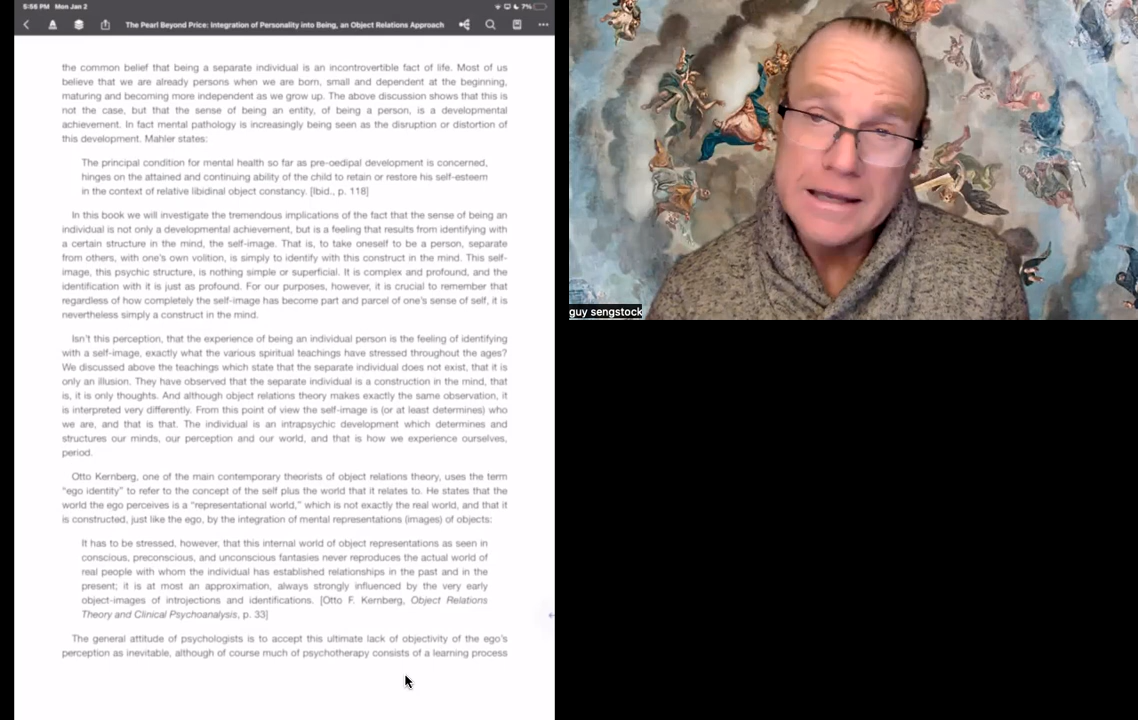 5:55 PM Mon Jan 2
7%
The Pearl Beyond Price: Integration of Personality into Being, an Object Relations Approach
the common belief that being a separate individual is an incontrovertible fact of life. Most of us
believe that we are already persons when we are born, small and dependent at the beginning,
maturing and becoming more independent as we grow up. The above discussion shows that this is
not the case, but that the sense of being an entity, of being a person, is a developmental
achievement. In fact mental pathology is increasingly being seen as the disruption or distortion of
this development. Mahler states:
The principal condition for mental health so far as pre-oedipal development is concerned,
hinges on the attained and continuing ability of the child to retain or restore his self-esteem
in the context of relative libidinal object constancy. [Ibid., p. 118]
In this book we will investigate the tremendous implications of the fact that the sense of being an
individual is not only a developmental achievement, but is a feeling that results from identifying with
a certain structure in the mind, the self-image. That is, to take oneself to be a person, separate
from others, with one's own volition, is simply to identify with this construct in the mind. This self-
image, this psychic structure, is nothing simple or superficial. It is complex and profound, and the
identification with it is just as profound. For our purposes, however, it is crucial to remember that
regardless of how completely the self-image has become part and parcel of one's sense of self, it is
nevertheless simply a construct in the mind.
Isn't this perception, that the experience of being an individual person is the feeling of identifying
with a self-image, exactly what the various spiritual teachings have stressed throughout the ages?
We discussed above the teachings which state that the separate individual does not exist, that it is
only an illusion. They have observed that the separate individual is a construction in the mind, that
is, it is only thoughts. And although object relations theory makes exactly the same observation, it
is interpreted very differently. From this point of view the self-image is (or at least determines) who
we are, and that is that. The individual is an intrapsychic development which determines and
structures our minds, our perception and our world, and that is how we experience ourselves,
period.
Otto Kernberg, one of the main contemporary theorists of object relations theory, uses the term
"ego identity" to refer to the concept of the self plus the world that it relates to. He states that the
world the ego perceives is a "representational world," which is not exactly the real world, and that it
is constructed, just like the ego, by the integration of mental representations (images) of objects:
It has to be stressed, however, that this internal world of object representations as seen in
conscious, preconscious, and unconscious fantasies never reproduces the actual world of
real people with whom the individual has established relationships in the past and in the
present; it is at most an approximation, always strongly influenced by the very early
object-images of introjections and identifications. [Otto F. Kernberg, Object Relations
Theory and Clinical Psychoanalysis, p. 33]
The general attitude of psychologists is to accept this ultimate lack of objectivity of the ego's
perception as inevitable, although of course much of psychotherapy consists of a learning process
guy sengstock